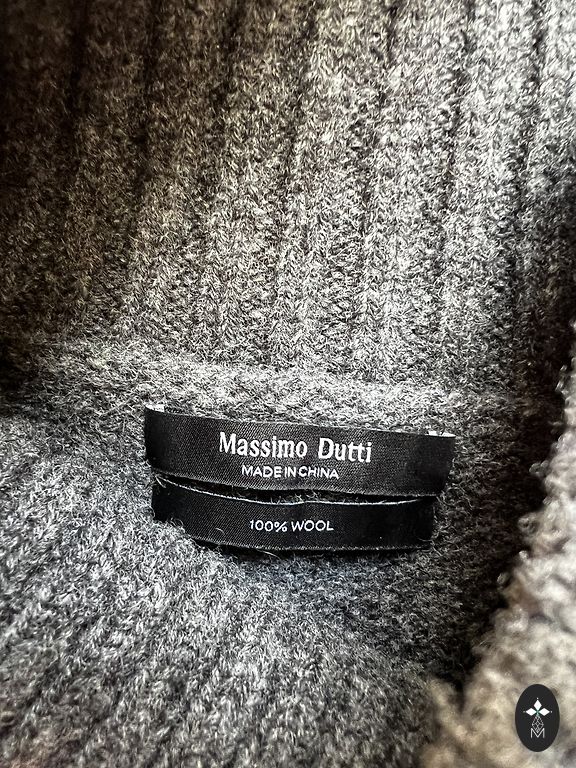 Massimo Dutti
MADE IN CHINA
100% WOOL
M